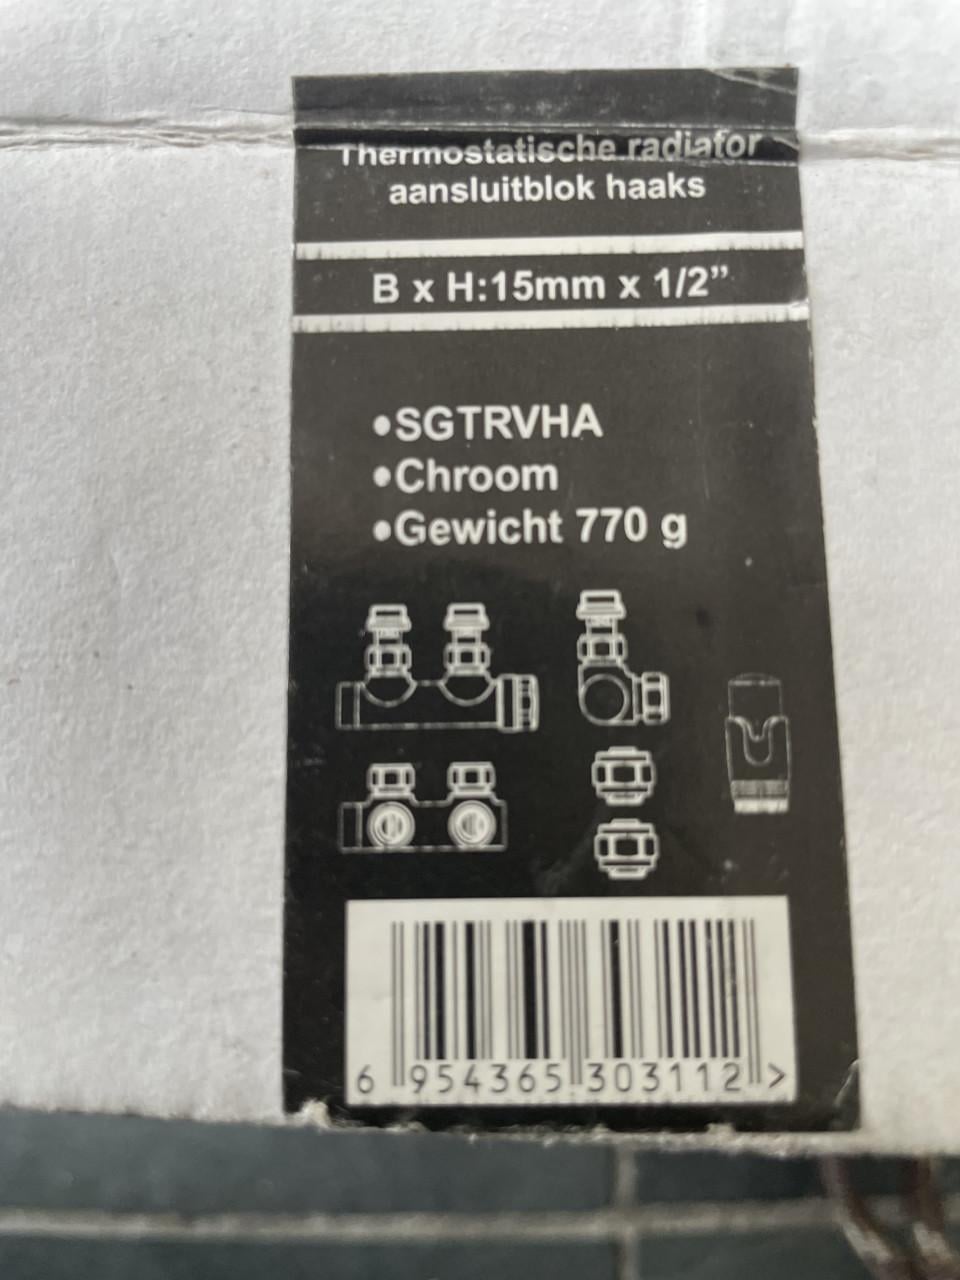 Thermostatische radiator
aansluitblok haaks
B x H:15mm x 1/2”
•SGTRVHA
•Chroom
•Gewicht 770 g
6 954365 303112 >